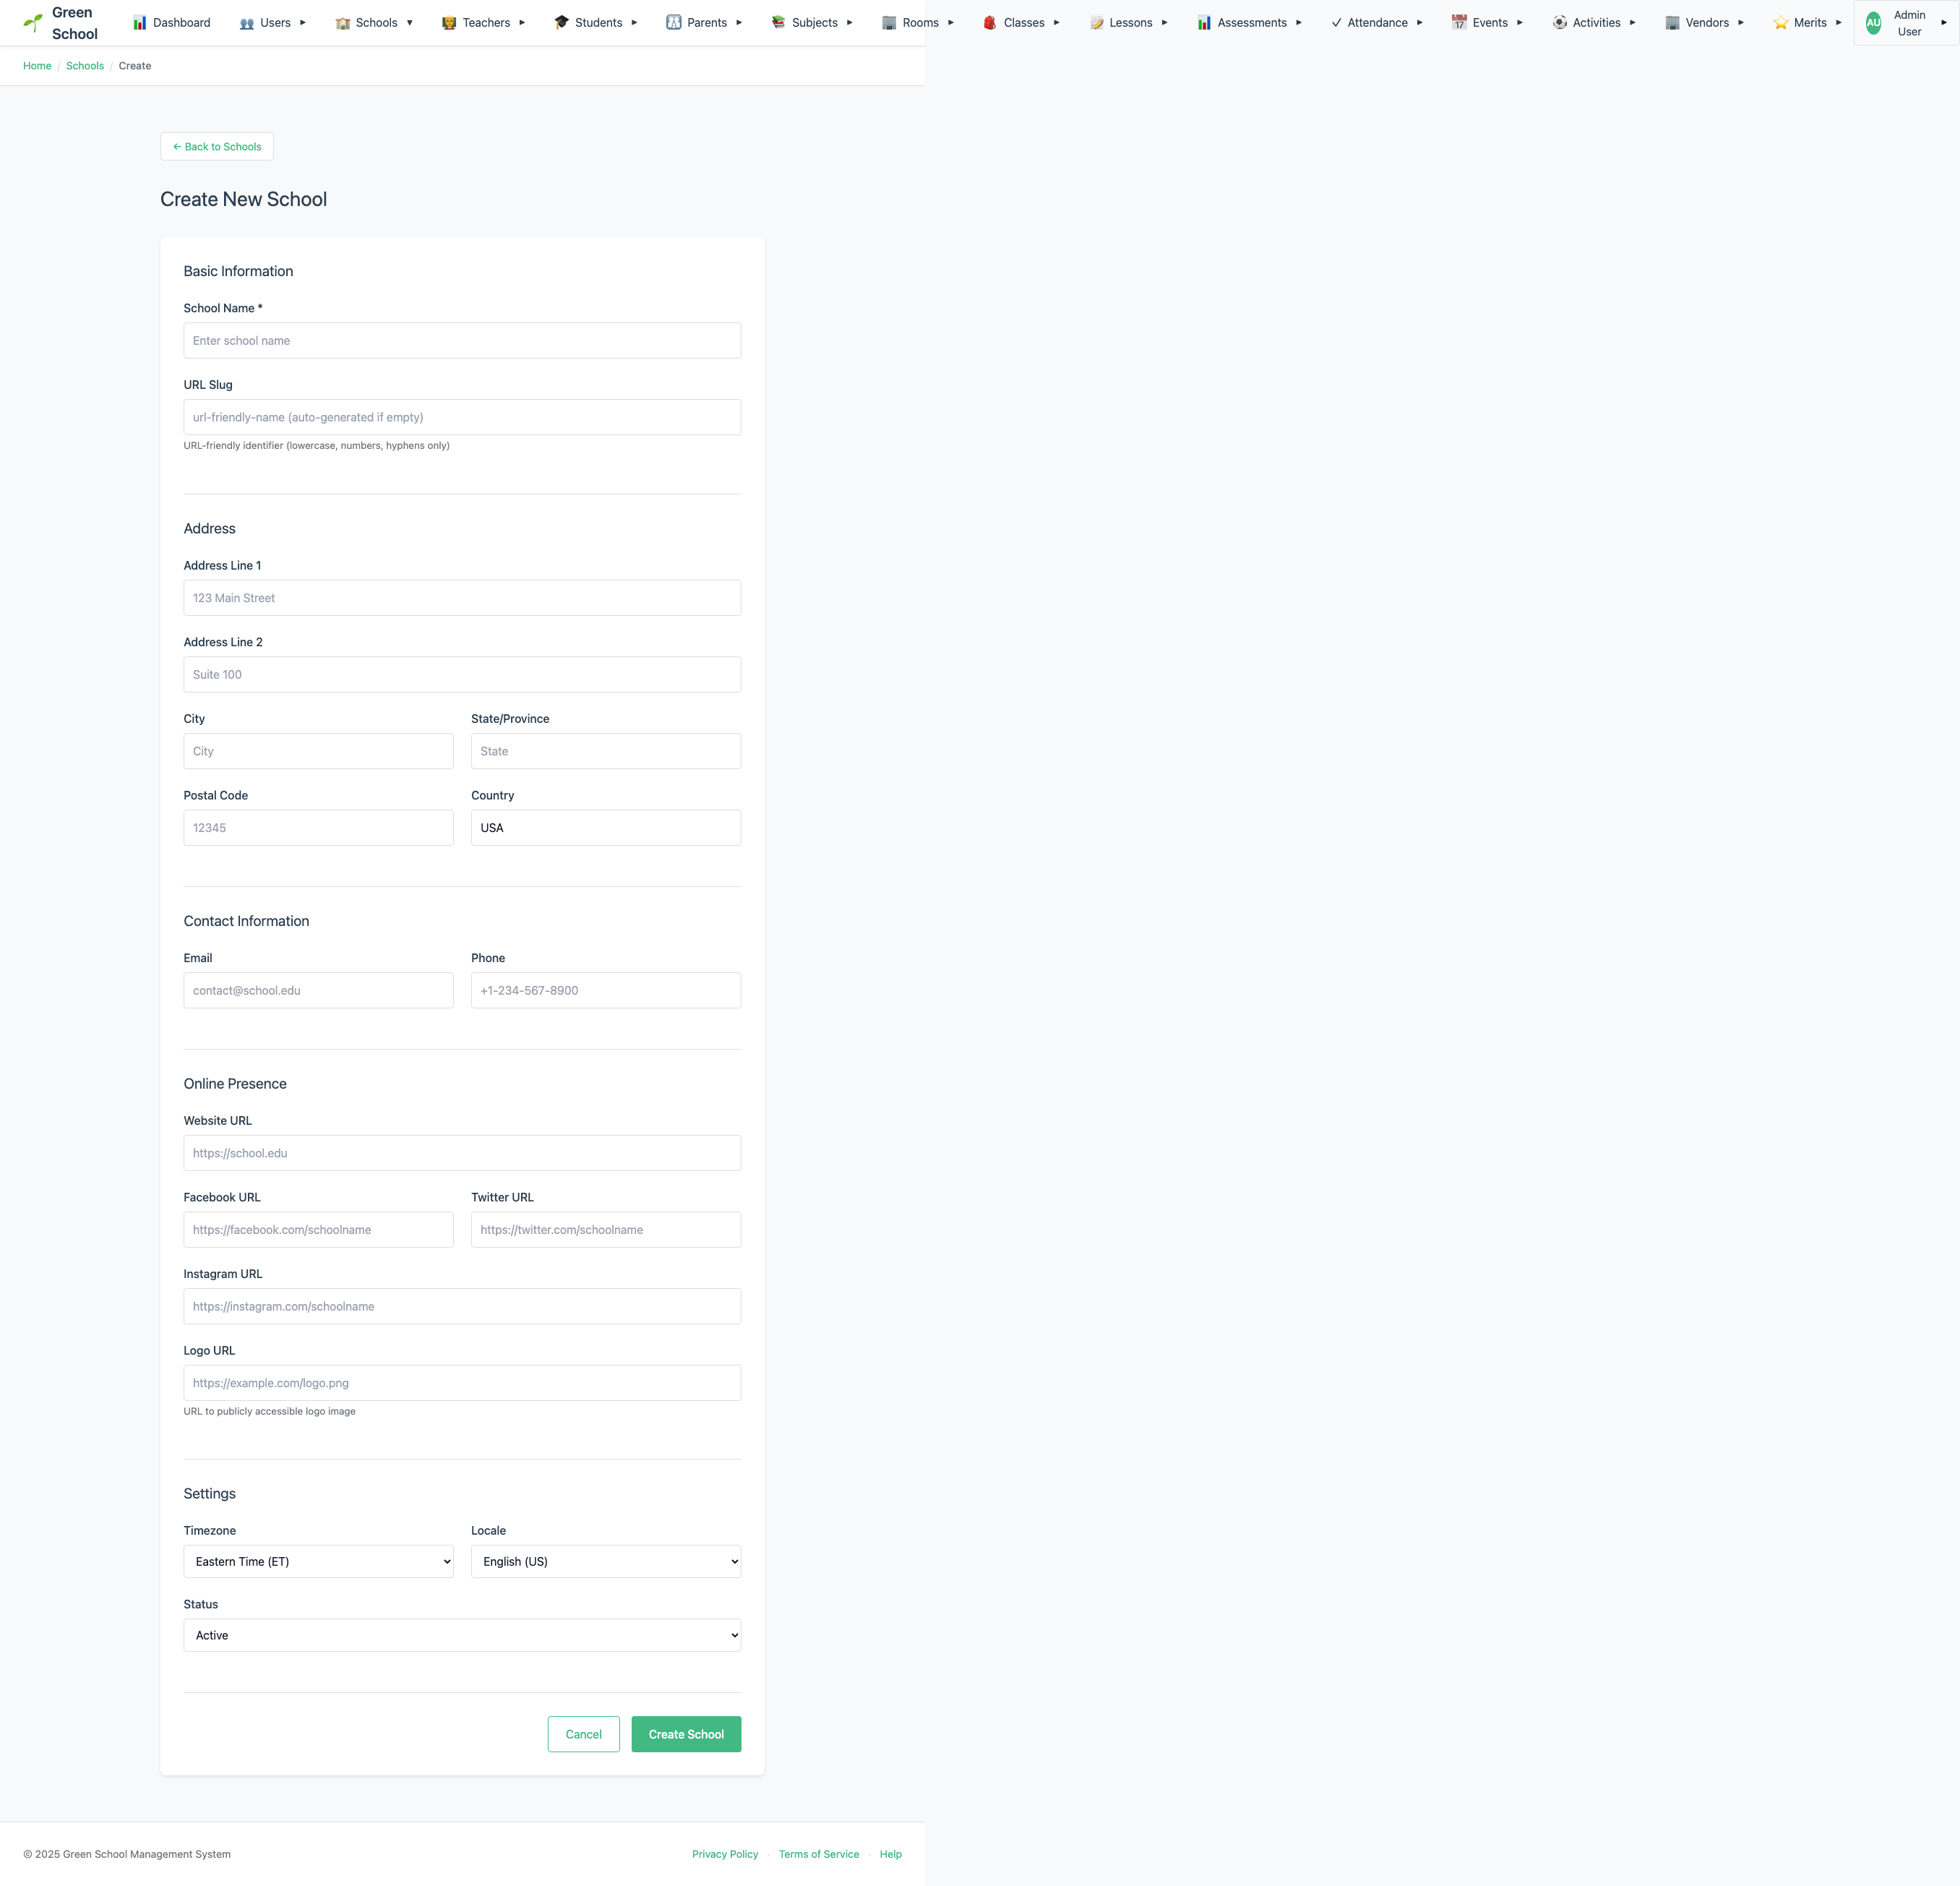 Green School
Dashboard
Users ▸
Schools ▾
Teachers ▸
Students ▸
Parents ▸
Subjects ▸
Rooms ▸
Classes ▸
Lessons ▸
Assessments ▸
✓ Attendance ▸
Events ▸
Activities ▸
Vendors ▸
Merits ▸
AU
Admin User ▸
Home / Schools / Create
← Back to Schools
Create New School
Basic Information
School Name *
Enter school name
URL Slug
url-friendly-name (auto-generated if empty)
URL-friendly identifier (lowercase, numbers, hyphens only)
Address
Address Line 1
123 Main Street
Address Line 2
Suite 100
City
City
State/Province
State
Postal Code
12345
Country
USA
Contact Information
Email
contact@school.edu
Phone
+1-234-567-8900
Online Presence
Website URL
https://school.edu
Facebook URL
https://facebook.com/schoolname
Twitter URL
https://twitter.com/schoolname
Instagram URL
https://instagram.com/schoolname
Logo URL
https://example.com/logo.png
URL to publicly accessible logo image
Settings
Timezone
Eastern Time (ET)
Locale
English (US)
Status
Active
Cancel
Create School
© 2025 Green School Management System
Privacy Policy · Terms of Service · Help